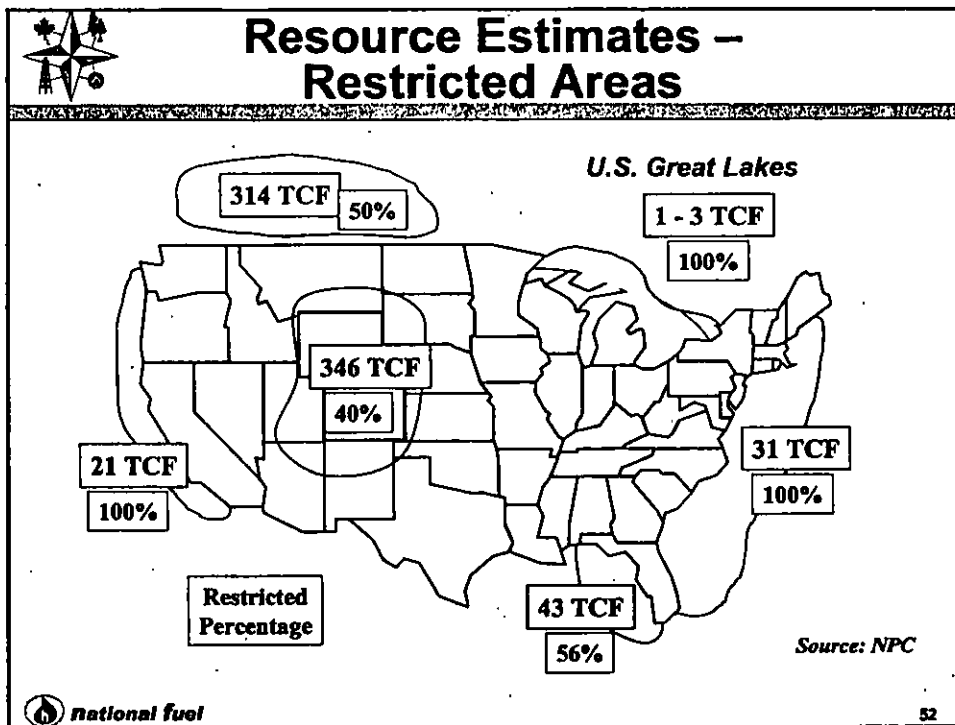 Resource Estimates –
Restricted Areas
U.S. Great Lakes
314 TCF
50%
1 - 3 TCF
100%
346 TCF
40%
21 TCF
100%
31 TCF
100%
43 TCF
56%
Restricted
Percentage
Source: NPC
national fuel
52